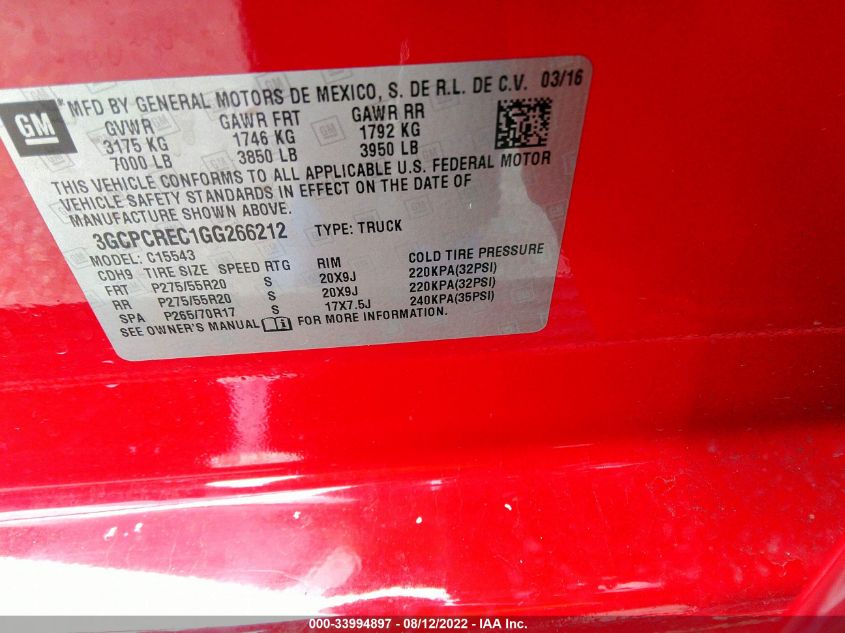 GM
*MFD BY GENERAL MOTORS DE MEXICO, S. DE R.L. DE C.V. 03/16
GVWR GAWR FRT GAWR RR
3175 KG 1746 KG 1792 KG
7000 LB 3850 LB 3950 LB
THIS VEHICLE CONFORMS TO ALL APPLICABLE U.S. FEDERAL MOTOR
VEHICLE SAFETY STANDARDS IN EFFECT ON THE DATE OF
MANUFACTURE SHOWN ABOVE.
3GCPCREC1GG266212 TYPE: TRUCK
MODEL: C15543
CDH9 TIRE SIZE SPEED RTG RIM COLD TIRE PRESSURE
FRT P275/55R20 S 20X9J 220KPA(32PSI)
RR P275/55R20 S 20X9J 220KPA(32PSI)
SPA P265/70R17 S 17X7.5J 240KPA(35PSI)
SEE OWNER'S MANUAL FOR MORE INFORMATION.
000-33994897 - 08/12/2022 - IAA Inc.